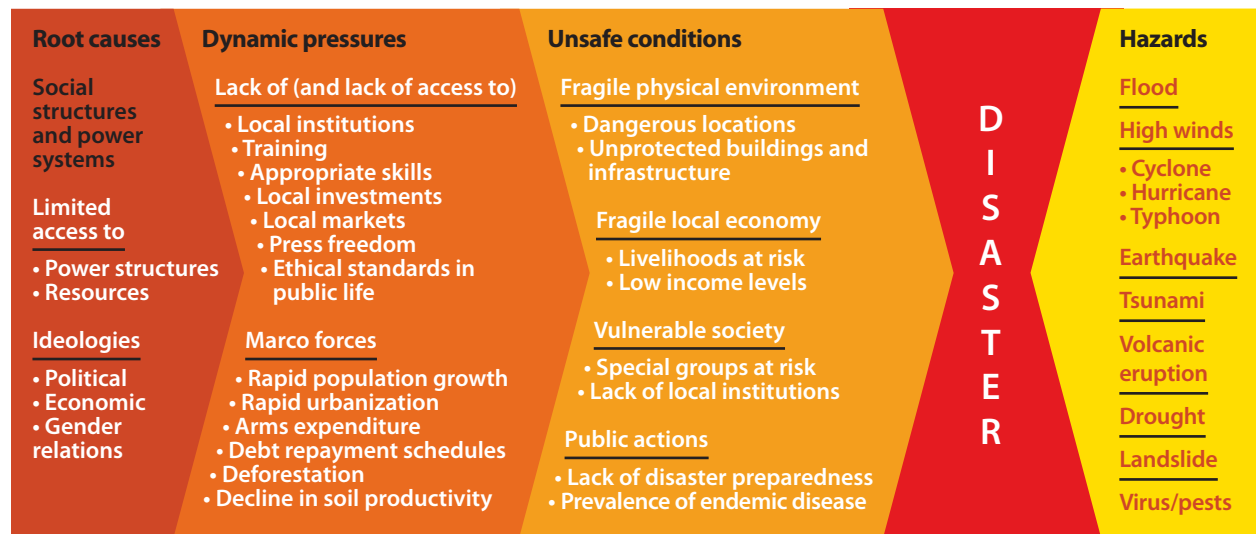 Root causes
Social
structures
and power
systems
Limited
access to
• Power structures
• Resources
Ideologies
• Political
• Economic
• Gender
relations
Dynamic pressures
Lack of (and lack of access to)
• Local institutions
• Training
• Appropriate skills
• Local investments
• Local markets
• Press freedom
• Ethical standards in
public life
Marco forces
• Rapid population growth
• Rapid urbanization
• Arms expenditure
• Debt repayment schedules
• Deforestation
• Decline in soil productivity
Unsafe conditions
Fragile physical environment
• Dangerous locations
• Unprotected buildings and
infrastructure
Fragile local economy
• Livelihoods at risk
• Low income levels
Vulnerable society
• Special groups at risk
• Lack of local institutions
Public actions
• Lack of disaster preparedness
• Prevalence of endemic disease
D
I
S
A
S
T
E
R
Hazards
Flood
High winds
• Cyclone
• Hurricane
• Typhoon
Earthquake
Tsunami
Volcanic
eruption
Drought
Landslide
Virus/pests